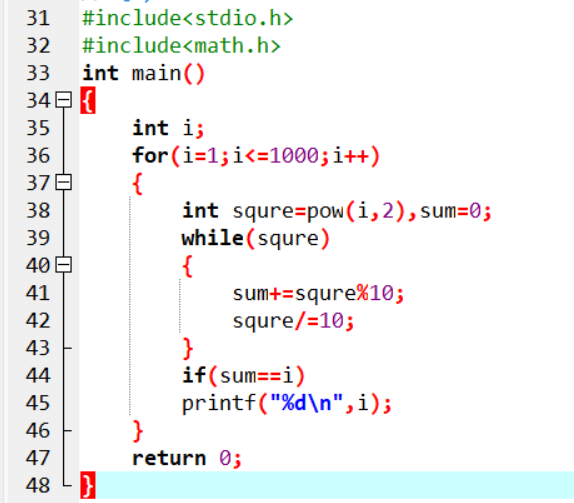 31 #include<stdio.h>
32 #include<math.h>
33 int main()
34 {
35 int i;
36 for(i=1;i<=1000;i++)
37 {
38 int squre=pow(i,2),sum=0;
39 while(squre)
40 {
41 sum+=squre%10;
42 squre/=10;
43 }
44 if(sum==i)
45 printf("%d\n",i);
46 }
47 return 0;
48 }